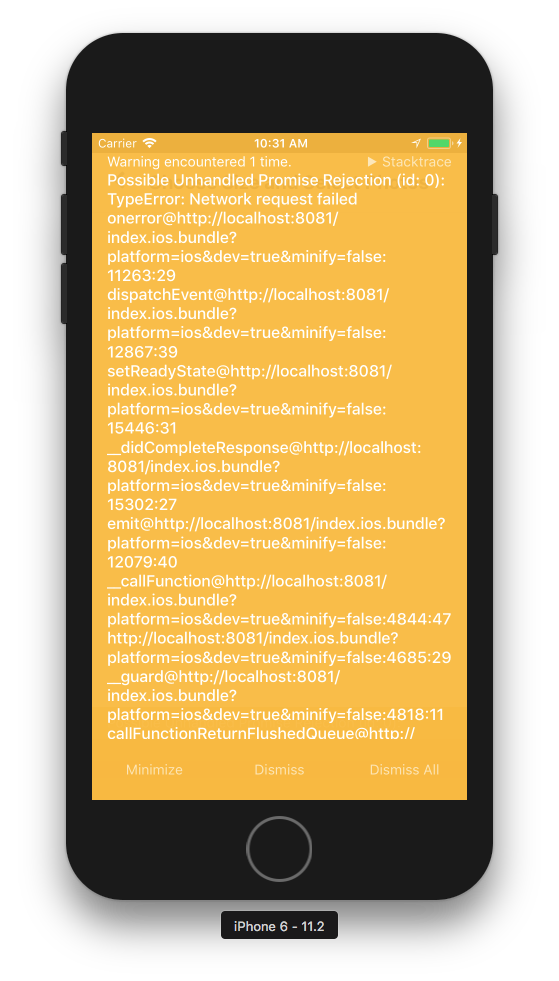 Carrier 10:31 AM
Warning encountered 1 time. Stacktrace
Possible Unhandled Promise Rejection (id: 0):
TypeError: Network request failed
onerror@http://localhost:8081/
index.ios.bundle?
platform=ios&dev=true&minify=false:
11263:29
dispatchEvent@http://localhost:8081/
index.ios.bundle?
platform=ios&dev=true&minify=false:
12867:39
setReadyState@http://localhost:8081/
index.ios.bundle?
platform=ios&dev=true&minify=false:
15446:31
__didCompleteResponse@http://localhost:
8081/index.ios.bundle?
platform=ios&dev=true&minify=false:
15302:27
emit@http://localhost:8081/index.ios.bundle?
platform=ios&dev=true&minify=false:
12079:40
__callFunction@http://localhost:8081/
index.ios.bundle?
platform=ios&dev=true&minify=false:4844:47
http://localhost:8081/index.ios.bundle?
platform=ios&dev=true&minify=false:4685:29
__guard@http://localhost:8081/
index.ios.bundle?
platform=ios&dev=true&minify=false:4818:11
callFunctionReturnFlushedQueue@http://
Minimize Dismiss Dismiss All
iPhone 6 - 11.2